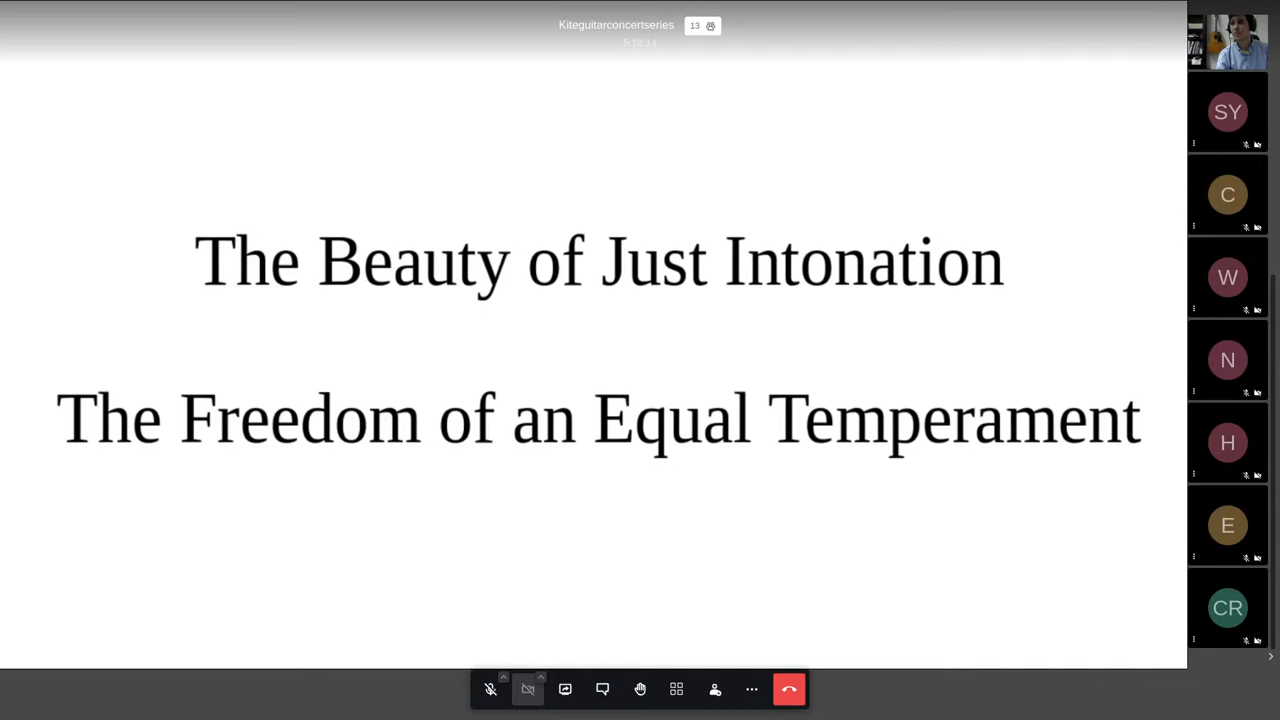 Kiteguitarconcertseries
13
The Beauty of Just Intonation
The Freedom of an Equal Temperament
SY
C
W
N
H
E
CR